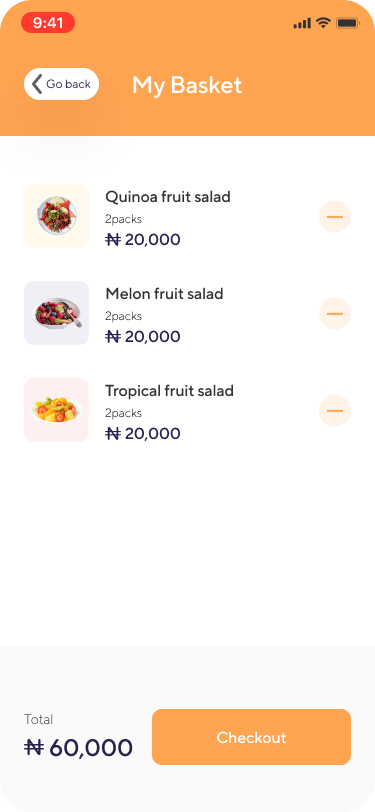 9:41
Go back
My Basket
Quinoa fruit salad
2packs
₦ 20,000
Melon fruit salad
2packs
₦ 20,000
Tropical fruit salad
2packs
₦ 20,000
Total
₦ 60,000
Checkout